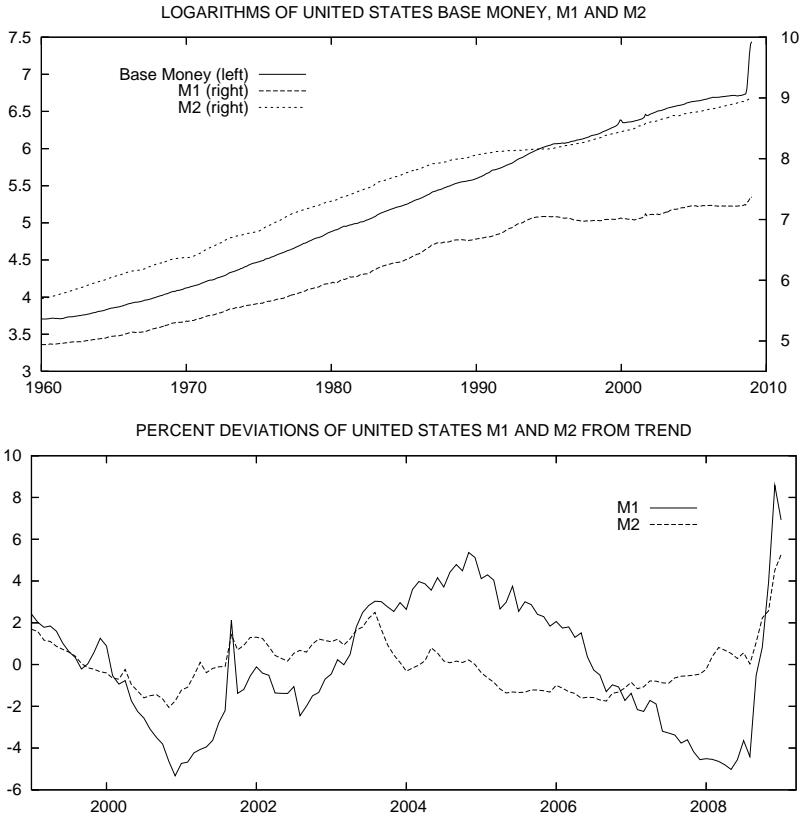 LOGARITHMS OF UNITED STATES BASE MONEY, M1 AND M2
7.5
7
6.5
6
5.5
5
4.5
4
3.5
3
10
9
8
7
6
5
Base Money (left)
M1 (right)
M2 (right)
1960 1970 1980 1990 2000 2010
PERCENT DEVIATIONS OF UNITED STATES M1 AND M2 FROM TREND
10
8
6
4
2
0
-2
-4
-6
M1
M2
2000 2002 2004 2006 2008